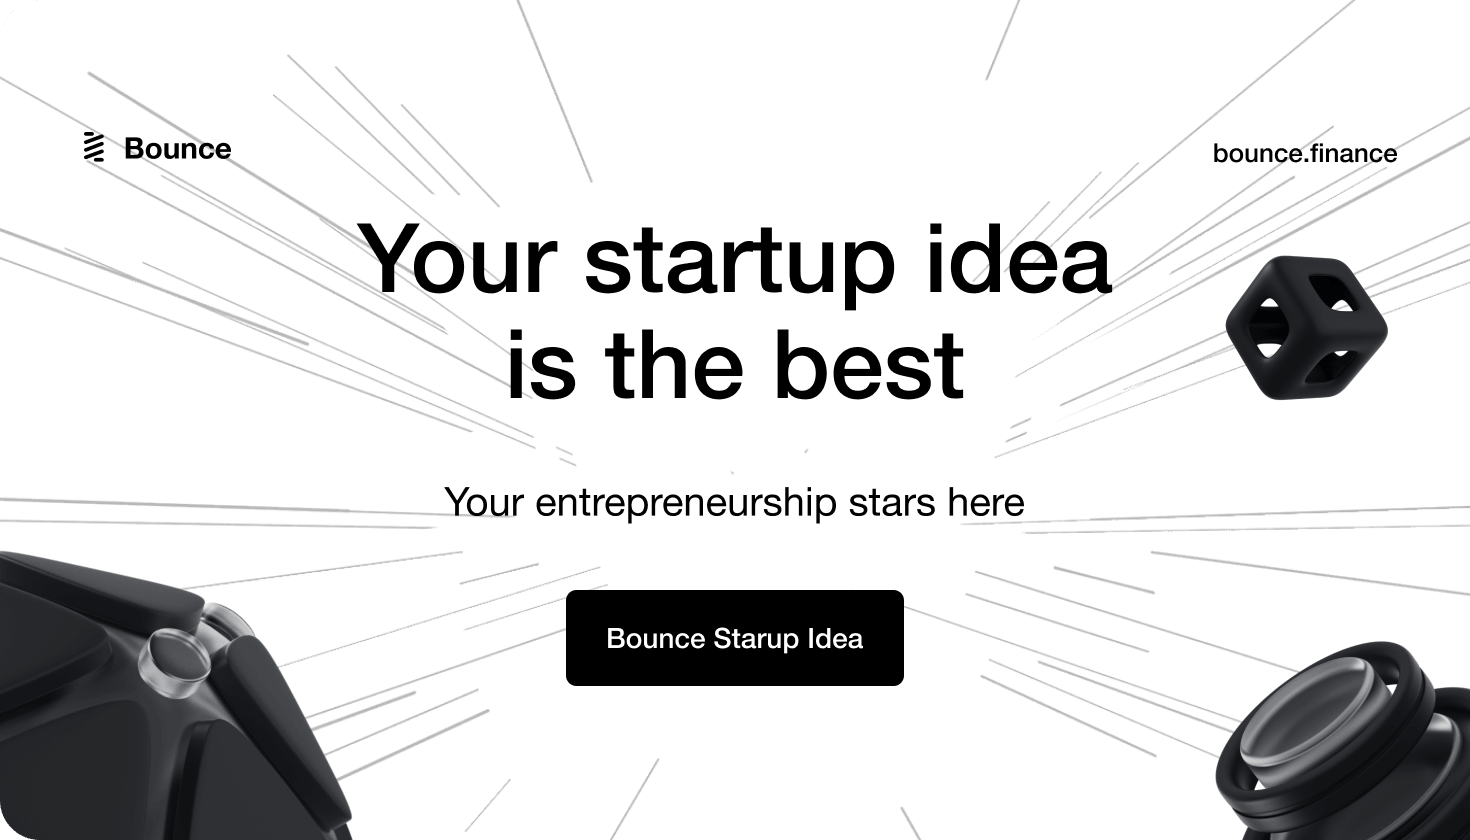 Bounce
bounce.finance
Your startup idea
is the best
Your entrepreneurship stars here
Bounce Starup Idea